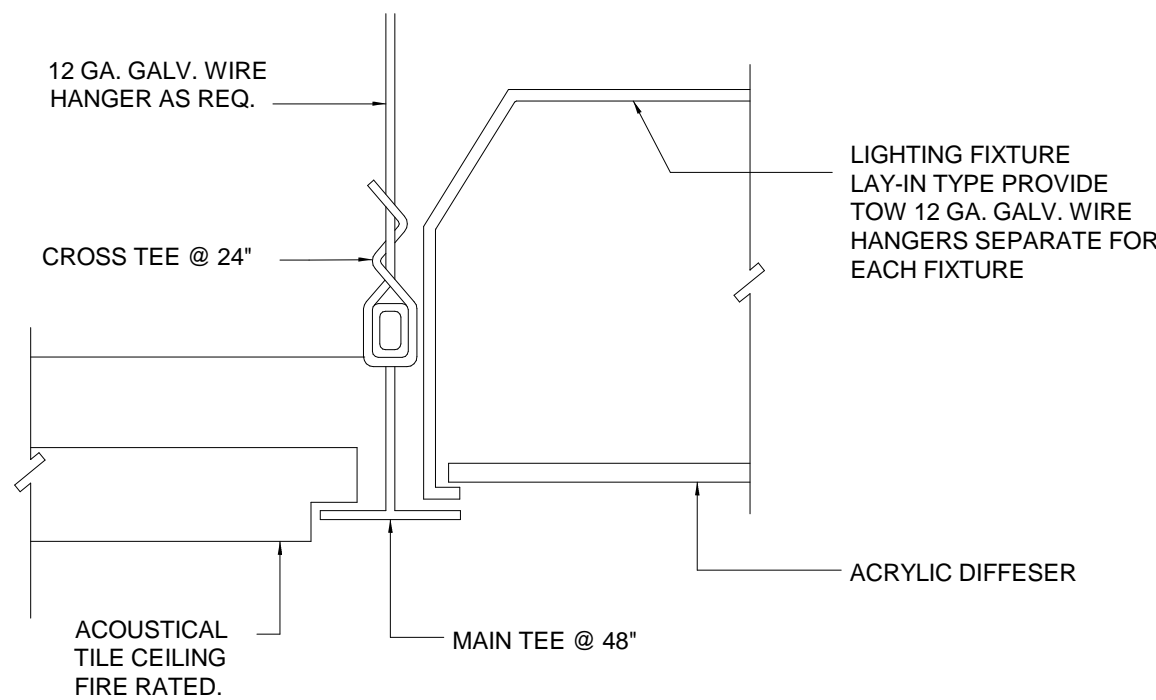 12 GA. GALV. WIRE
HANGER AS REQ.
CROSS TEE @ 24"
LIGHTING FIXTURE
LAY-IN TYPE PROVIDE
TOW 12 GA. GALV. WIRE
HANGERS SEPARATE FOR
EACH FIXTURE
ACRYLIC DIFFESER
MAIN TEE @ 48"
ACOUSTICAL
TILE CEILING
FIRE RATED.